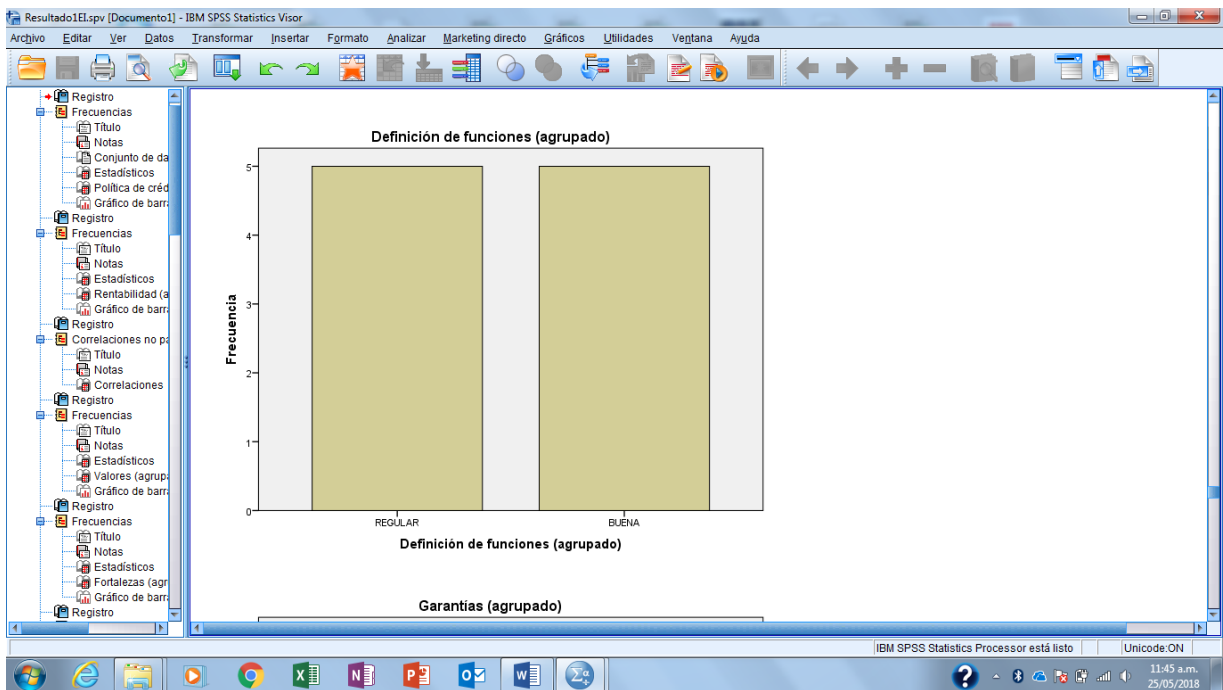 Resultado1EI.spv [Documento1] - IBM SPSS Statistics Visor
Archivo Editar Ver Datos Transformar Insertar Formato Analizar Marketing directo Gráficos Utilidades Ventana Ayuda
Registro
Frecuencias
Título
Notas
Conjunto de da
Estadísticos
Política de créd
Gráfico de barr
Registro
Frecuencias
Título
Notas
Estadísticos
Rentabilidad (a
Gráfico de barr
Registro
Correlaciones no pa
Título
Notas
Correlaciones
Registro
Frecuencias
Título
Notas
Estadísticos
Valores (agrup
Gráfico de barr
Registro
Frecuencias
Título
Notas
Estadísticos
Fortalezas (agr
Gráfico de barr
Registro
Definición de funciones (agrupado)
Frecuencia
5
4
3
2
1
0
REGULAR BUENA
Definición de funciones (agrupado)
Garantías (agrupado)
IBM SPSS Statistics Processor está listo Unicode:ON
11:45 a.m.
25/05/2018